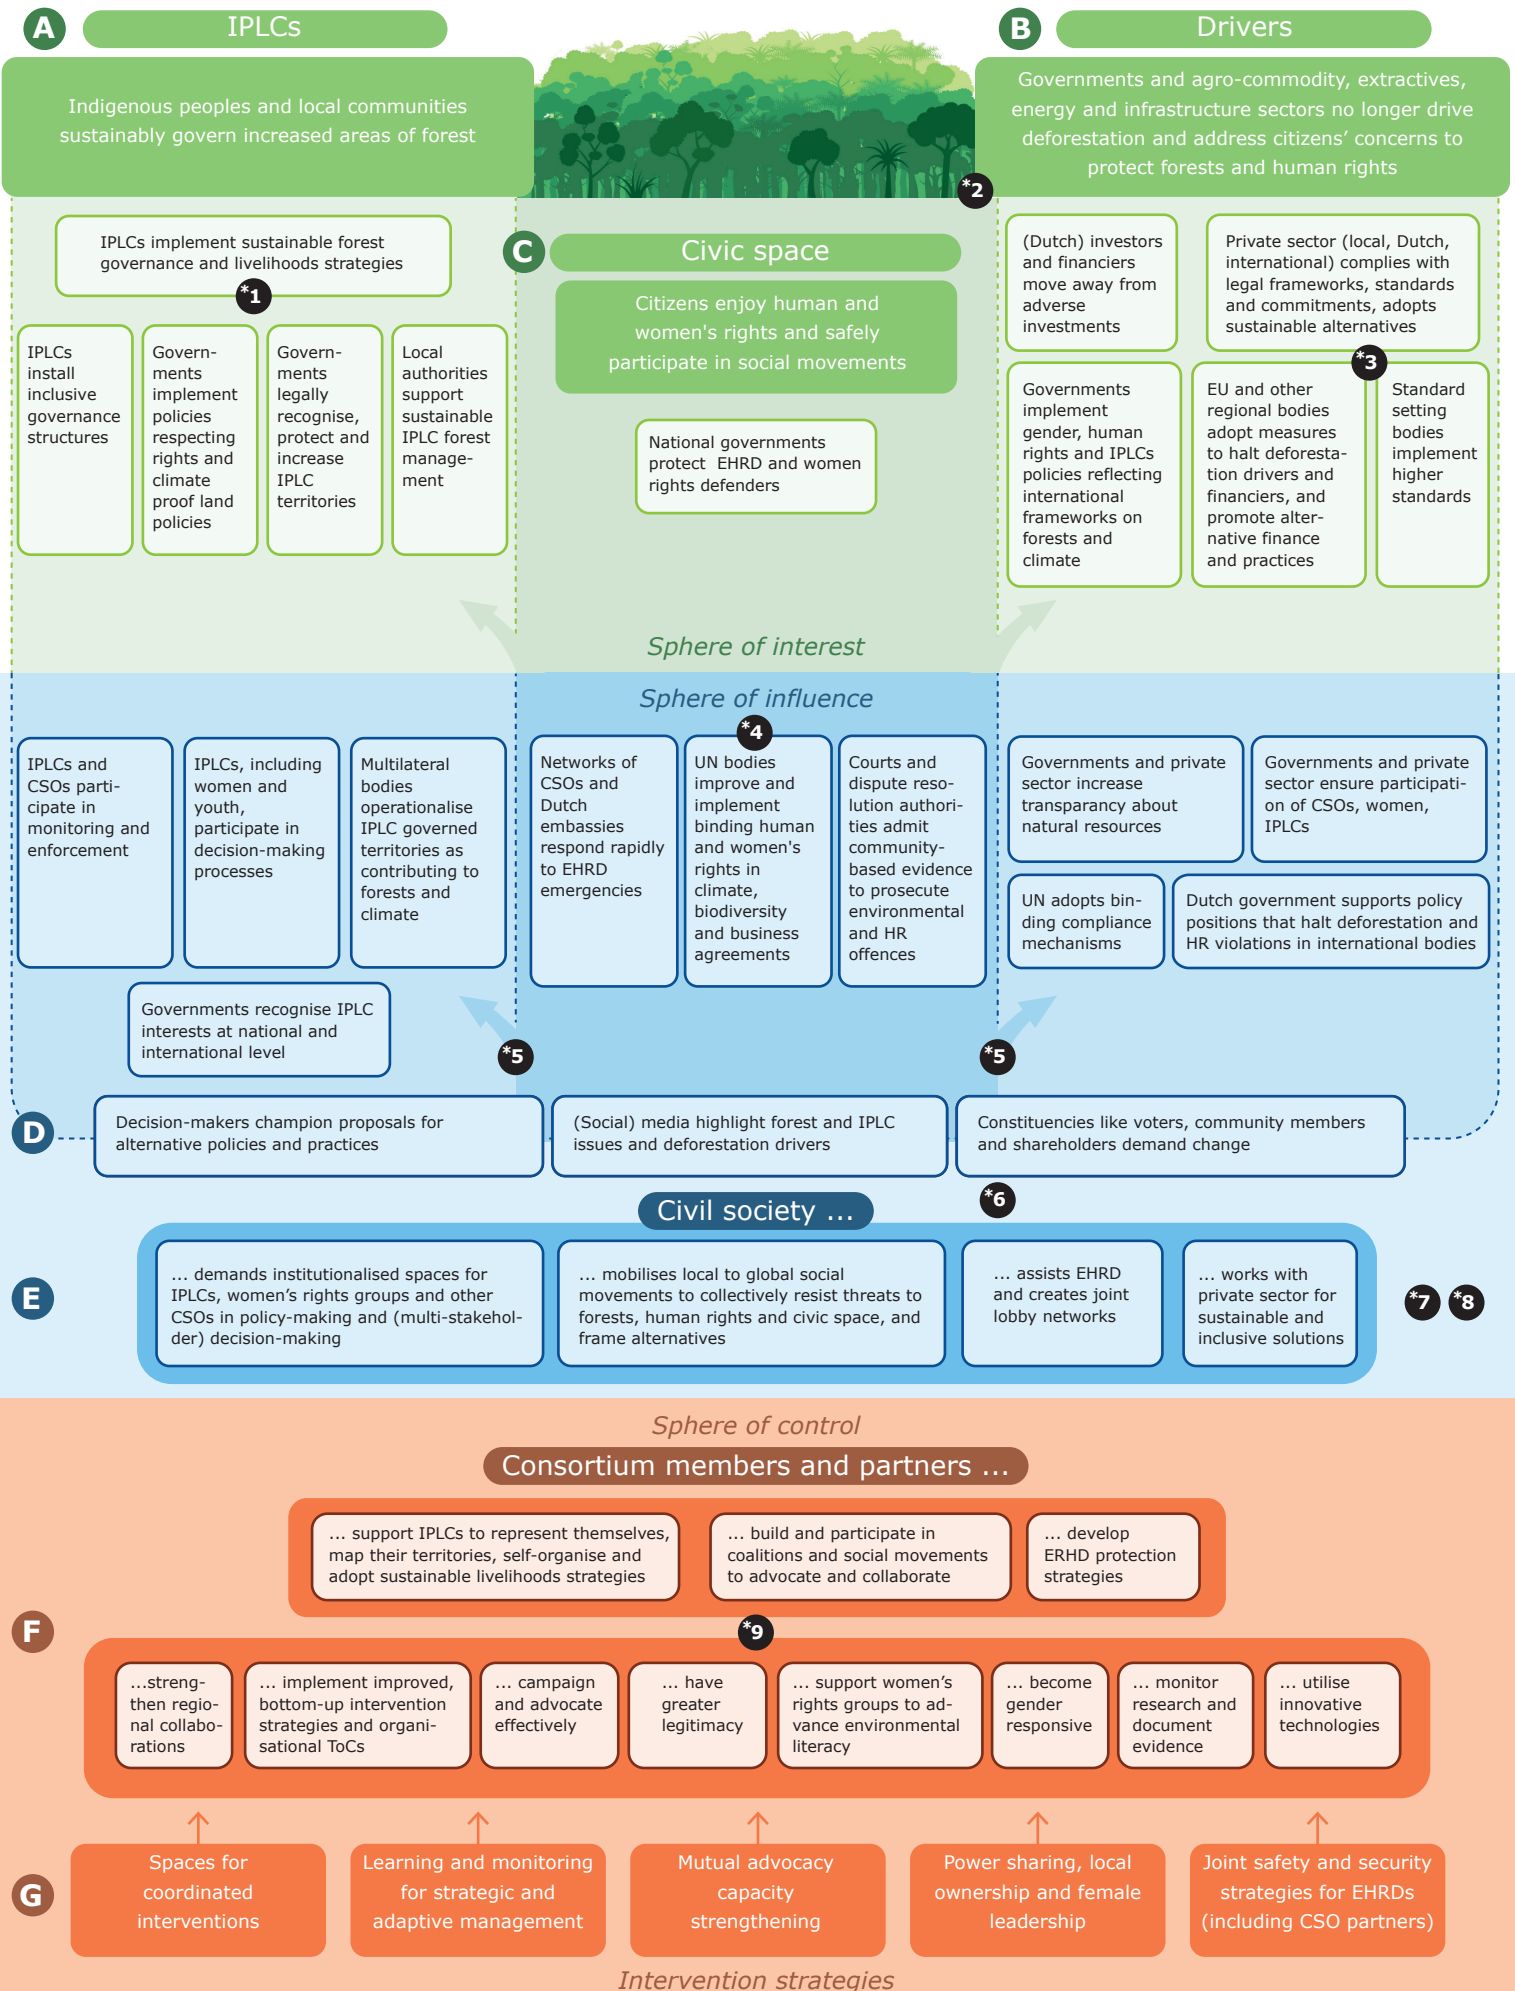 A
IPLCs
Indigenous peoples and local communities
sustainably govern increased areas of forest
B
Drivers
Governments and agro-commodity, extractives,
energy and infrastructure sectors no longer drive
deforestation and address citizens’ concerns to
protect forests and human rights
*2
IPLCs implement sustainable forest
governance and livelihoods strategies
*1
IPLCs
install
inclusive
governance
structures
Govern-
ments
implement
policies
respecting
rights and
climate
proof land
policies
Govern-
ments
legally
recognise,
protect and
increase
IPLC
territories
Local
authorities
support
sustainable
IPLC forest
manage-
ment
C
Civic space
Citizens enjoy human and
women's rights and safely
participate in social movements
National governments
protect EHRD and women
rights defenders
(Dutch) investors
and financiers
move away from
adverse
investments
Private sector (local, Dutch,
international) complies with
legal frameworks, standards
and commitments, adopts
sustainable alternatives
*3
Governments
implement
gender, human
rights and IPLCs
policies reflecting
international
frameworks on
forests and
climate
EU and other
regional bodies
adopt measures
to halt deforesta-
tion drivers and
financiers, and
promote alter-
native finance
and practices
Standard
setting
bodies
implement
higher
standards
Sphere of interest
Sphere of influence
IPLCs and
CSOs parti-
cipate in
monitoring and
enforcement
IPLCs, including
women and
youth,
participate in
decision-making
processes
Multilateral
bodies
operationalise
IPLC governed
territories as
contributing to
forests and
climate
Governments recognise IPLC
interests at national and
international level
*4
Networks of
CSOs and
Dutch
embassies
respond rapidly
to EHRD
emergencies
UN bodies
improve and
implement
binding human
and women's
rights in
climate,
biodiversity
and business
agreements
Courts and
dispute reso-
lution authori-
ties admit
community-
based evidence
to prosecute
environmental
and HR
offences
Governments and private
sector increase
transparency about
natural resources
Governments and private
sector ensure participati-
on of CSOs, women,
IPLCs
UN adopts bin-
ding compliance
mechanisms
Dutch government supports policy
positions that halt deforestation and
HR violations in international bodies
*5
*5
D
Decision-makers champion proposals for
alternative policies and practices
(Social) media highlight forest and IPLC
issues and deforestation drivers
Constituencies like voters, community members
and shareholders demand change
*6
Civil society ...
E
... demands institutionalised spaces for
IPLCs, women’s rights groups and other
CSOs in policy-making and (multi-stakehol-
der) decision-making
... mobilises local to global social
movements to collectively resist threats to
forests, human rights and civic space, and
frame alternatives
... assists EHRD
and creates joint
lobby networks
... works with
private sector for
sustainable and
inclusive solutions
*7
*8
Sphere of control
Consortium members and partners ...
... support IPLCs to represent themselves,
map their territories, self-organise and
adopt sustainable livelihoods strategies
... build and participate in
coalitions and social movements
to advocate and collaborate
... develop
ERHD protection
strategies
F
*9
...streng-
then regio-
nal collabo-
rations
... implement improved,
bottom-up intervention
strategies and organi-
sational ToCs
... campaign
and advocate
effectively
... have
greater
legitimacy
... support women’s
rights groups to ad-
vance environmental
literacy
... become
gender
responsive
... monitor
research and
document
evidence
... utilise
innovative
technologies
G
Spaces for
coordinated
interventions
Learning and monitoring
for strategic and
adaptive management
Mutual advocacy
capacity
strengthening
Power sharing, local
ownership and female
leadership
Joint safety and security
strategies for EHRDs
(including CSO partners)
Intervention strategies